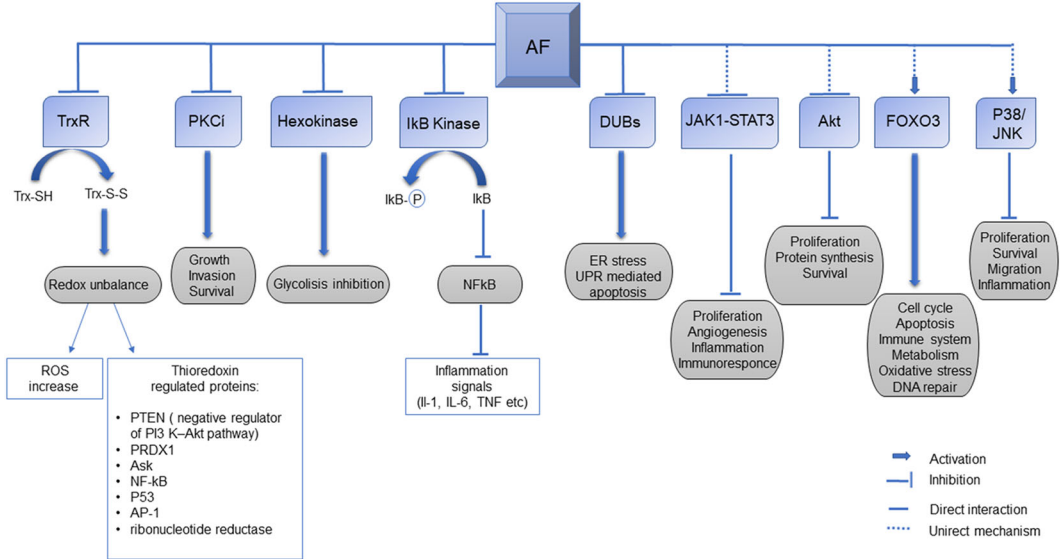 AF
TrxR
PKCí
Hexokinase
IkB Kinase
DUBs
JAK1-STAT3
Akt
FOXO3
P38/
JNK
Trx-SH
Trx-S-S
IkB-P
IkB
Redox unbalance
Growth
Invasion
Survival
Glycolisis inhibition
NFkB
ER stress
UPR mediated
apoptosis
Proliferation
Angiogenesis
Inflammation
Immunoresponce
Proliferation
Protein synthesis
Survival
Cell cycle
Apoptosis
Immune system
Metabolism
Oxidative stress
DNA repair
Proliferation
Survival
Migration
Inflammation
ROS
increase
Thioredoxin
regulated proteins:
• PTEN ( negative regulator
of PI3 K–Akt pathway)
• PRDX1
• Ask
• NF-kB
• P53
• AP-1
• ribonucleotide reductase
Inflammation
signals
(Il-1, IL-6, TNF etc)
Activation
Inhibition
Direct interaction
Unirect mechanism